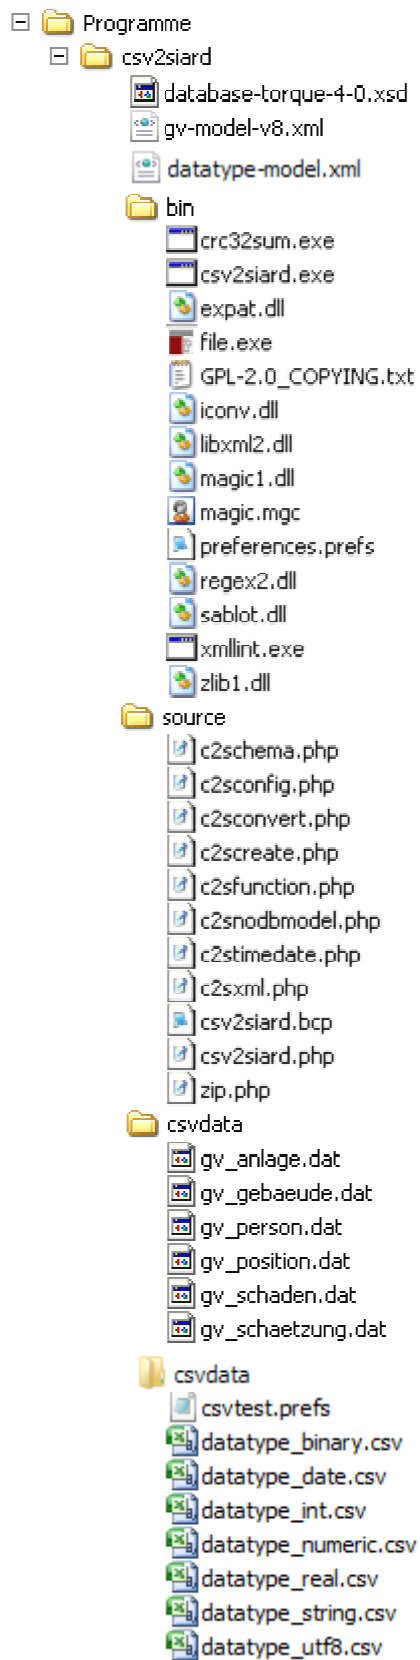 Programme
csv2siard
database-torque-4-0.xsd
gv-model-v8.xml
datatype-model.xml
bin
crc32sum.exe
csv2siard.exe
expat.dll
file.exe
GPL-2.0_COPYING.txt
iconv.dll
libxml2.dll
magic1.dll
magic.mgc
preferences.prefs
regex2.dll
sablot.dll
xmllint.exe
zlib1.dll
source
c2schema.php
c2sconfig.php
c2sconvert.php
c2screate.php
c2sfunction.php
c2snodbmodel.php
c2stimedate.php
c2sxml.php
csv2siard.bcp
csv2siard.php
zip.php
csvdata
gv_anlage.dat
gv_gebaeude.dat
gv_person.dat
gv_position.dat
gv_schaden.dat
gv_schaetzung.dat
csvdata
csvtest.prefs
datatype_binary.csv
datatype_date.csv
datatype_int.csv
datatype_numeric.csv
datatype_real.csv
datatype_string.csv
datatype_utf8.csv